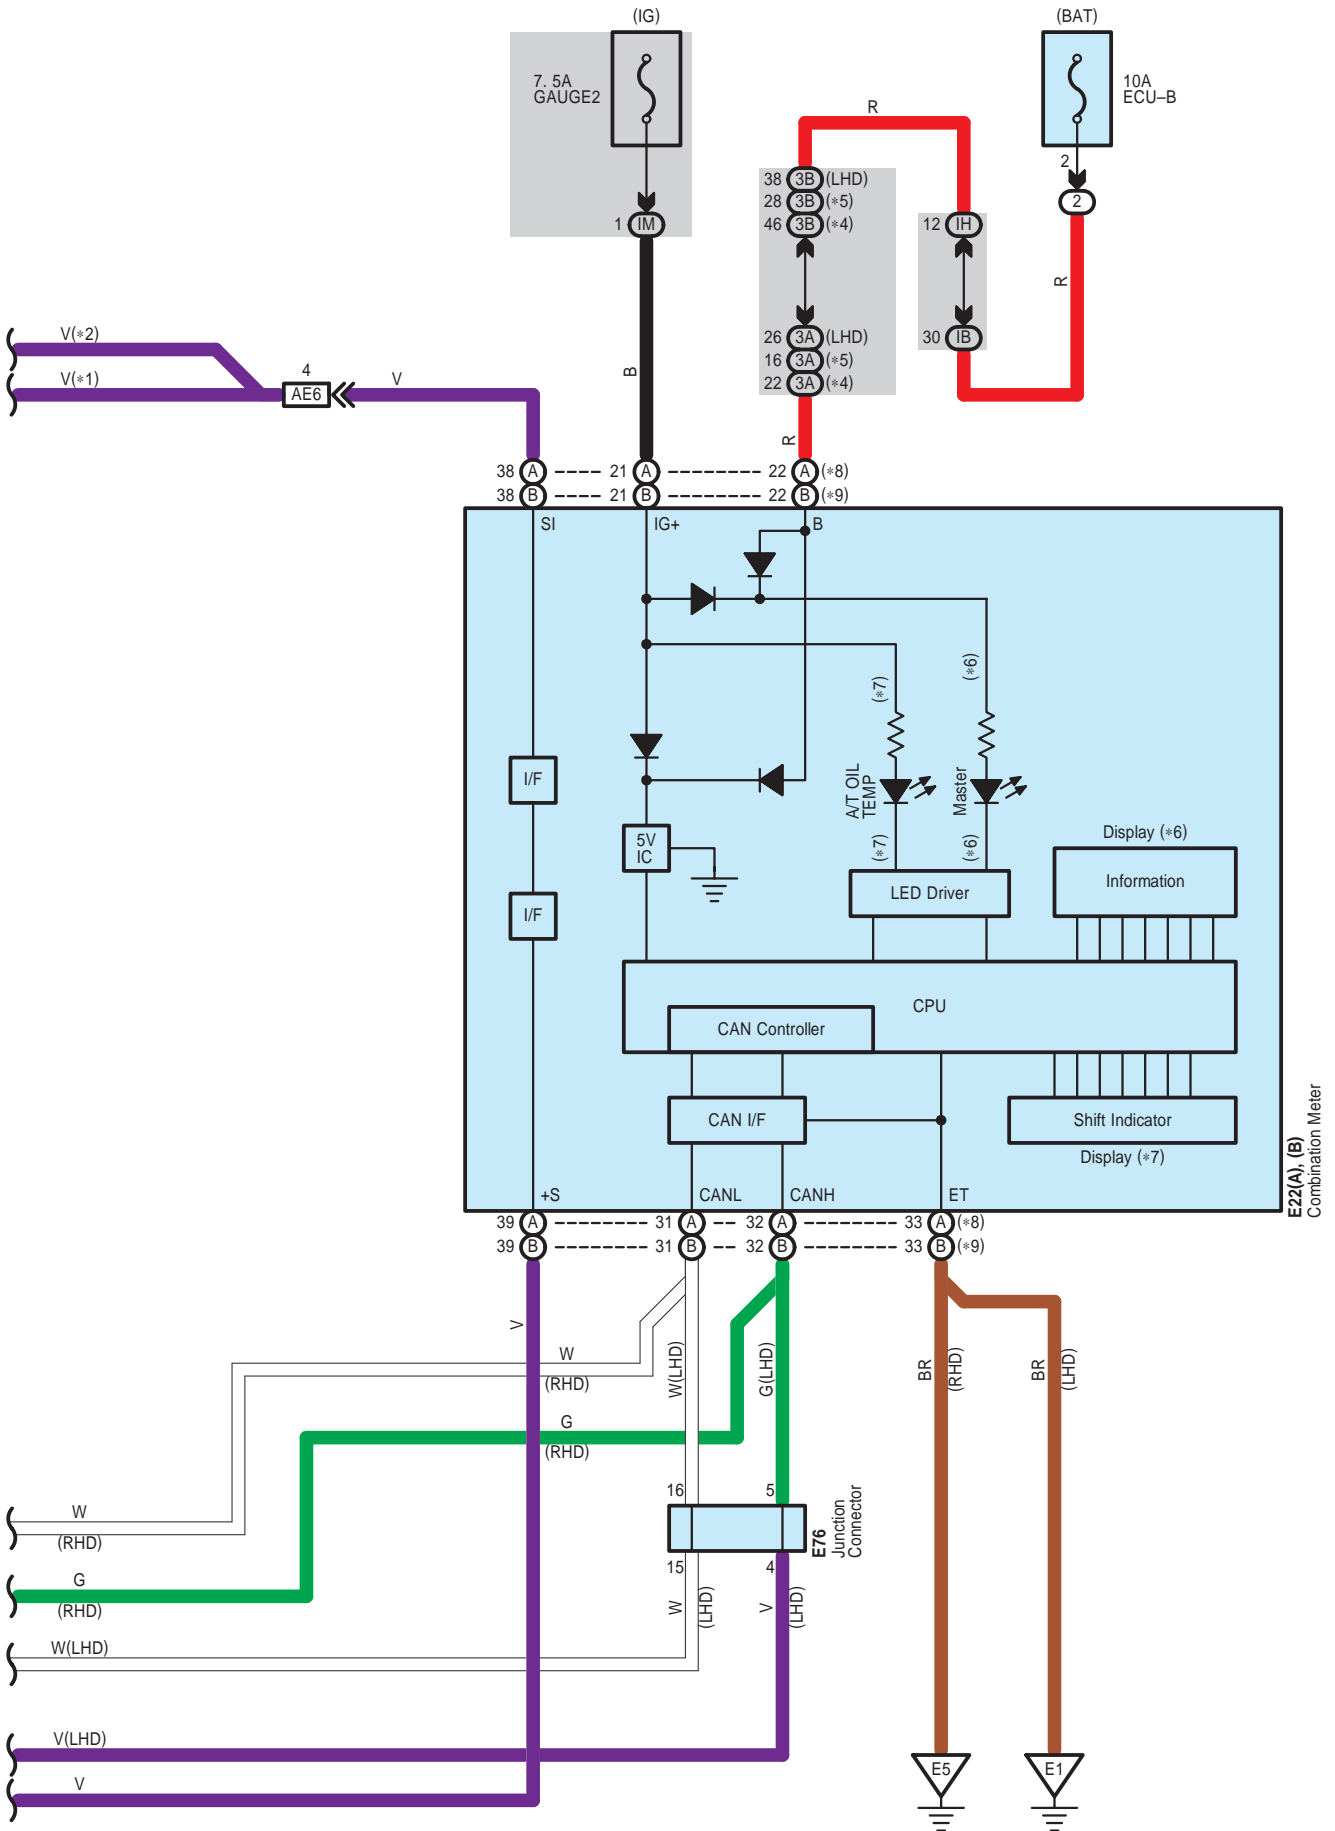 (IG)
(BAT)
7. 5A
GAUGE2
10A
ECU–B
R
2
2
38 3B (LHD)
28 3B (∗5)
46 3B (∗4)
1 IM
12 IH
R
26 3A (LHD)
16 3A (∗5)
22 3A (∗4)
30 IB
V(∗2)
V(∗1)
4
AE6
V
B
R
38 A 21 A 22 A (∗8)
38 B 21 B 22 B (∗9)
SI
IG+
B
(∗7)
(∗6)
I/F
A/T OIL
TEMP
Master
5V
IC
(∗7)
(∗6)
Display (∗6)
Information
LED Driver
I/F
CPU
CAN Controller
CAN I/F
Shift Indicator
Display (∗7)
E22(A), (B)
Combination Meter
+S
CANL
CANH
ET
39 A 31 A 32 A 33 A (∗8)
39 B 31 B 32 B 33 B (∗9)
V
W
(RHD)
W(LHD)
G(LHD)
BR
(RHD)
BR
(LHD)
G
(RHD)
16
5
E76
Junction
Connector
15
4
W
(RHD)
G
(RHD)
W
(LHD)
V
(LHD)
W(LHD)
V(LHD)
V
E5
E1